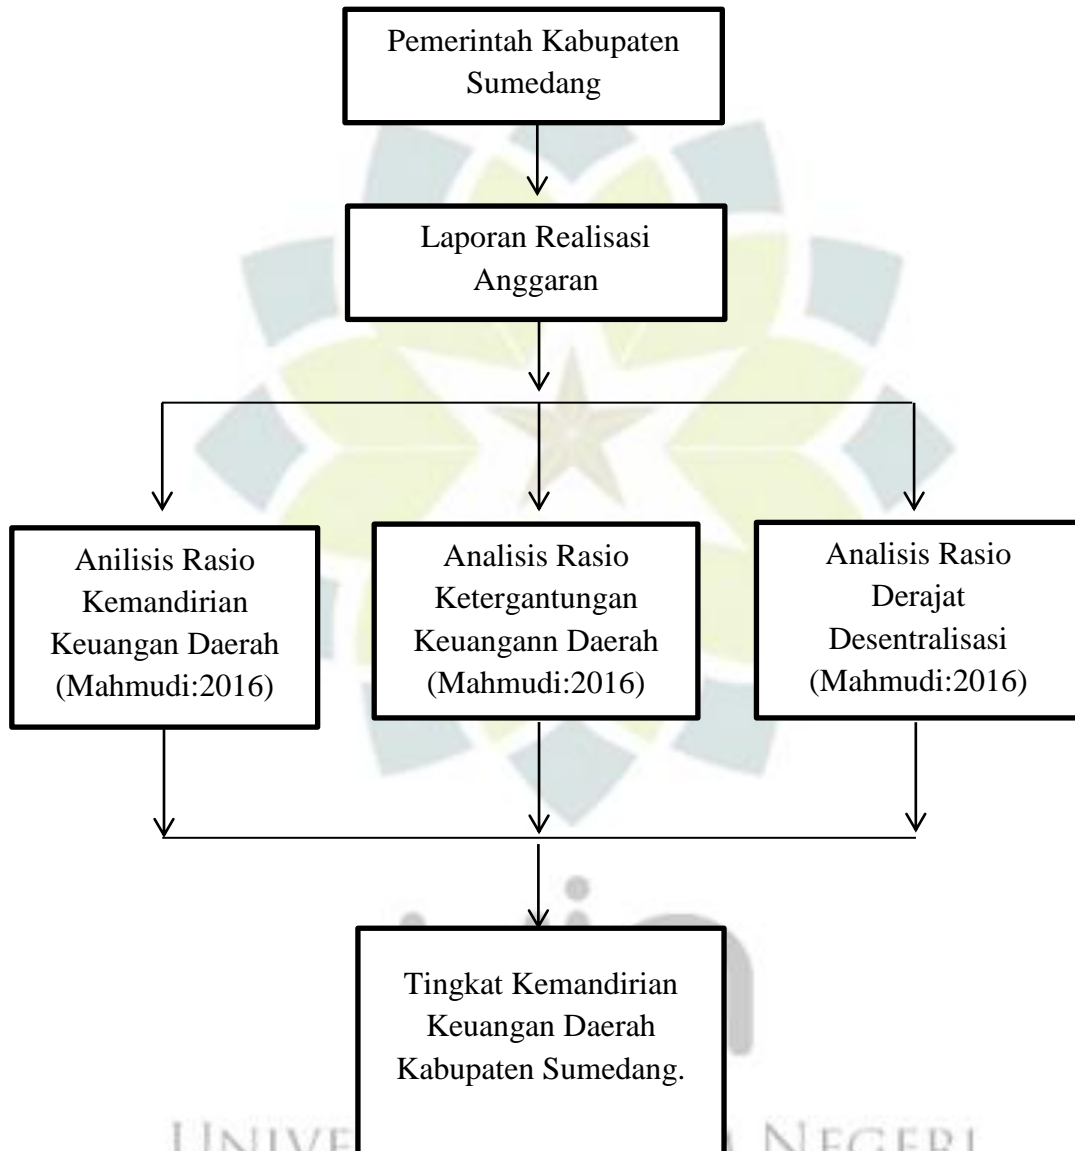 Pemerintah Kabupaten
Sumedang
Laporan Realisasi
Anggaran
Anilisis Rasio
Kemandirian
Keuangan Daerah
(Mahmudi:2016)
Analisis Rasio
Ketergantungan
Keuangann Daerah
(Mahmudi:2016)
Analisis Rasio
Derajat
Desentralisasi
(Mahmudi:2016)
Tingkat Kemandirian
Keuangan Daerah
Kabupaten Sumedang.
NEGERI